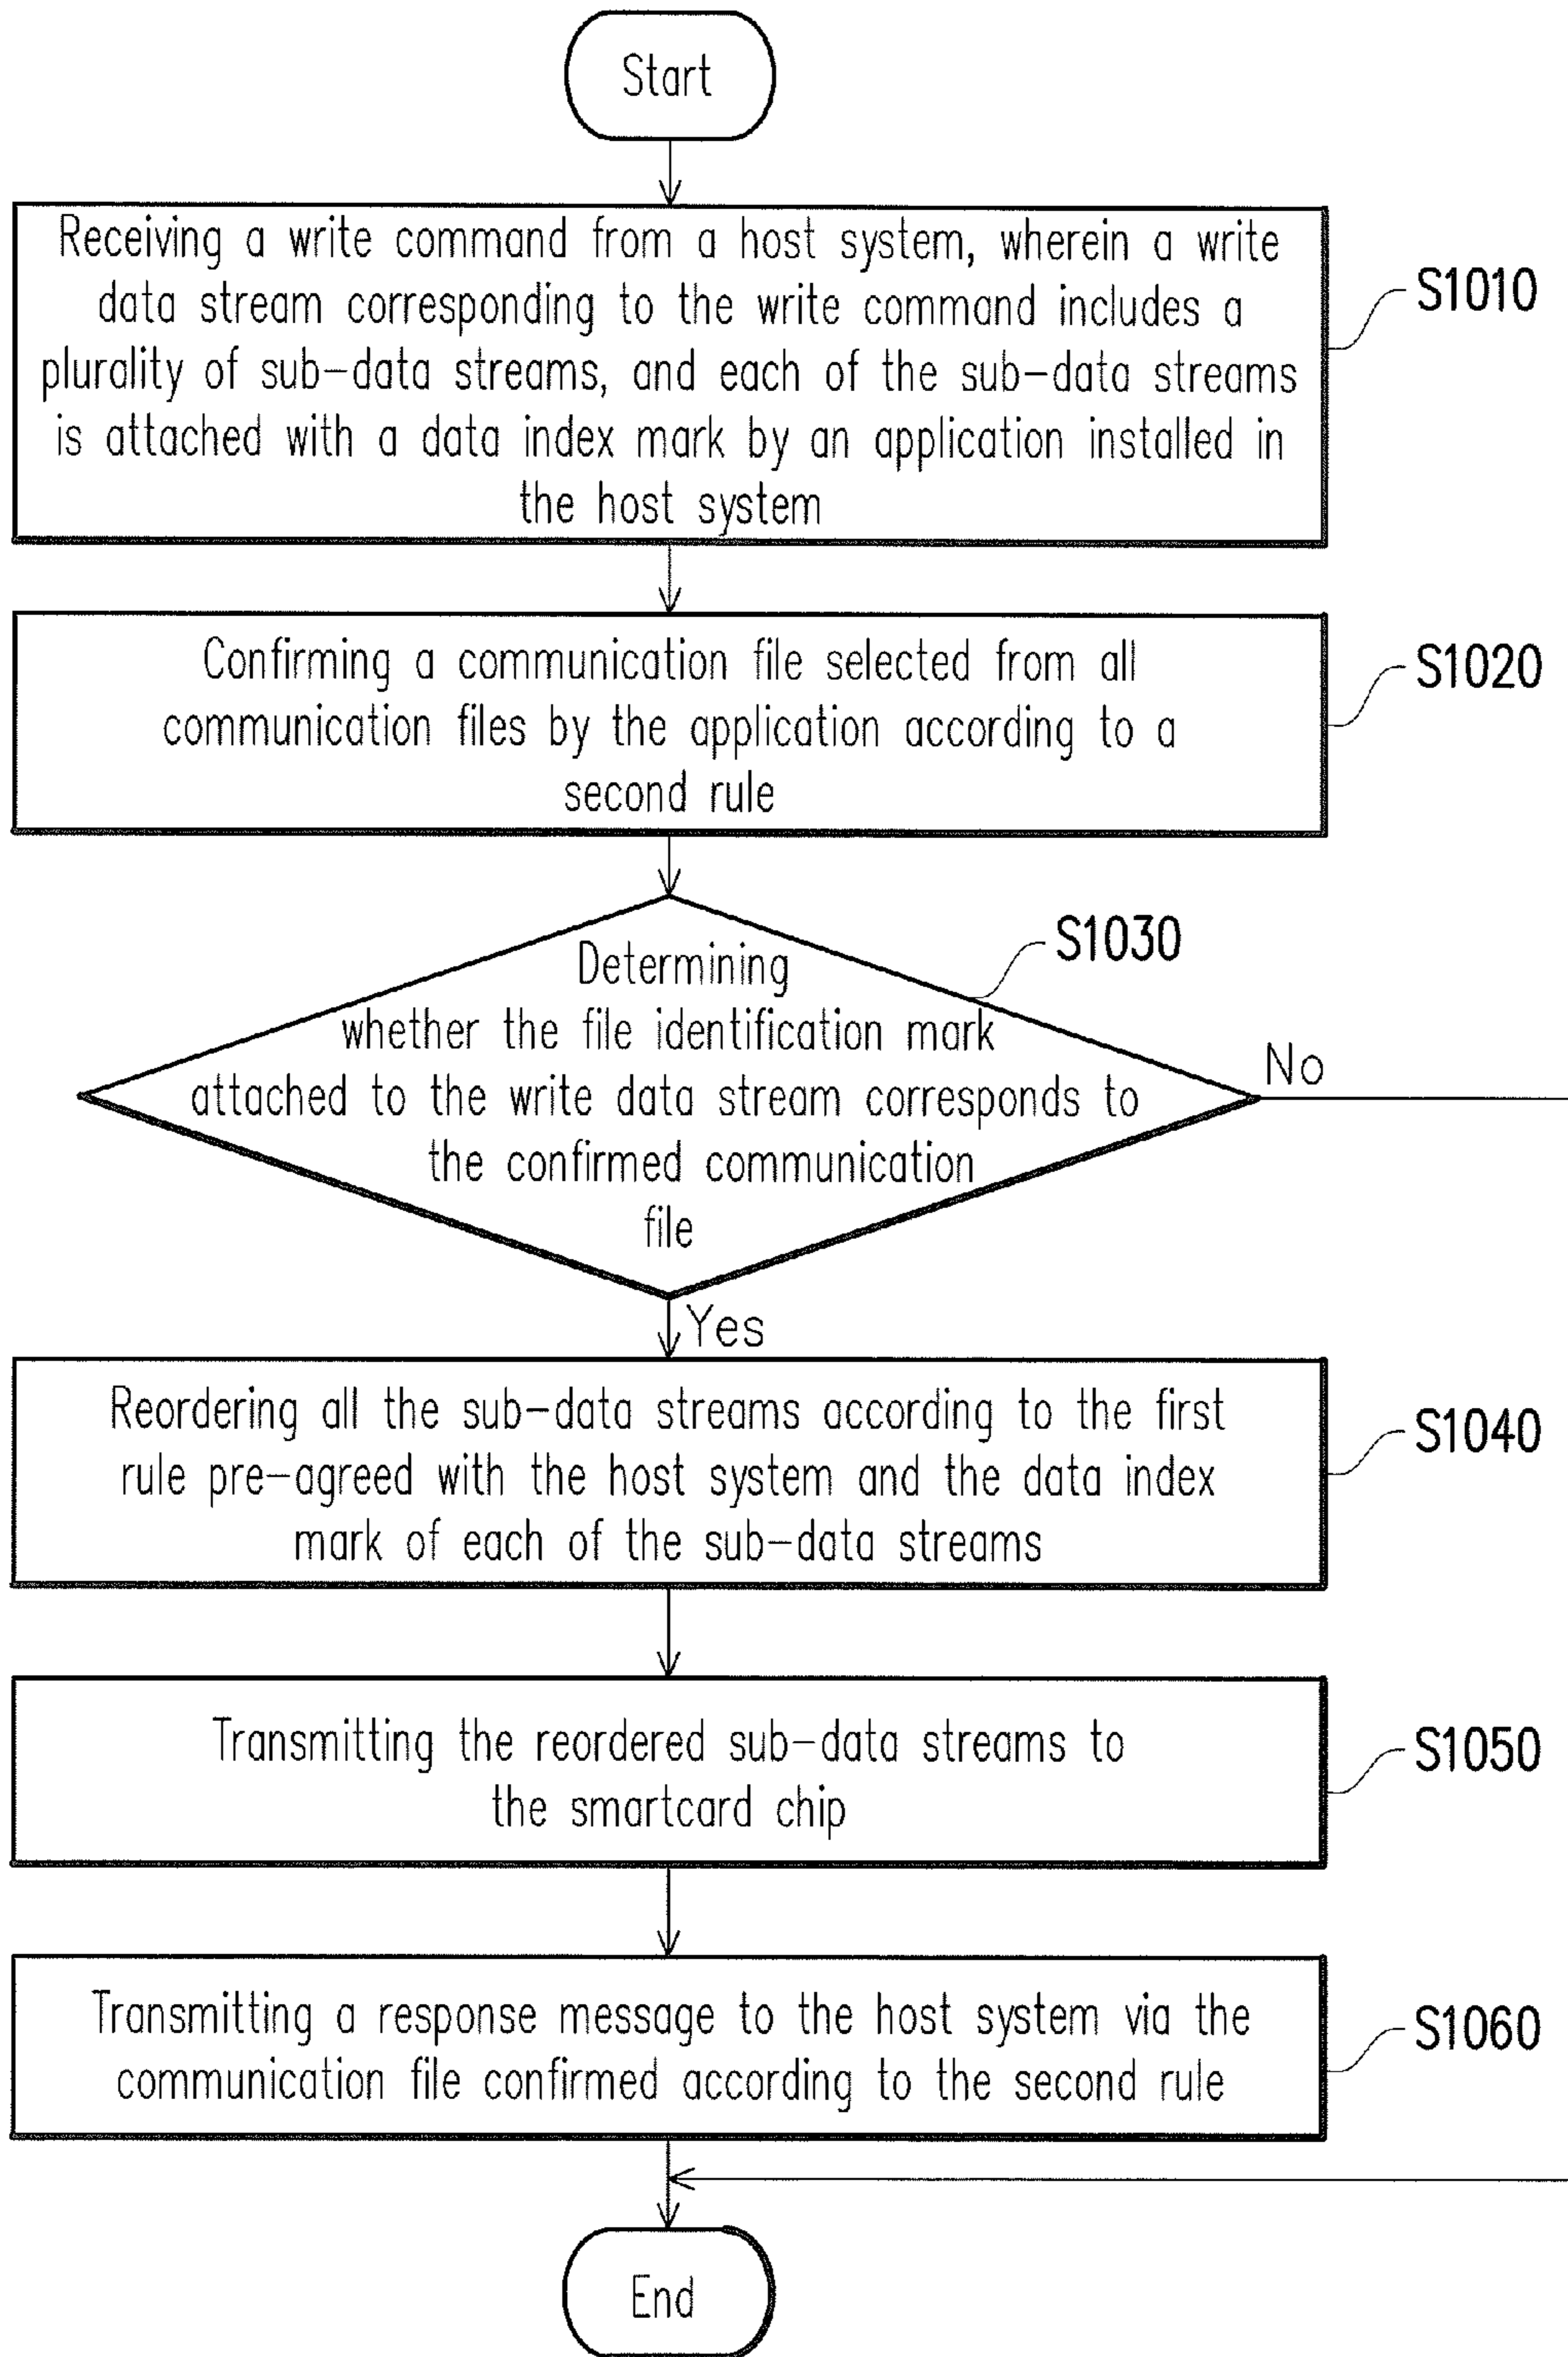 Start
Receiving a write command from a host system, wherein a write
data stream corresponding to the write command includes a
plurality of sub-data streams, and each of the sub-data streams
is attached with a data index mark by an application installed in
the host system
S1010
Confirming a communication file selected from all
communication files by the application according to a
second rule
S1020
Determining
whether the file identification mark
attached to the write data stream corresponds to
the confirmed communication
file
S1030
No
Yes
Reordering all the sub-data streams according to the first
rule pre-agreed with the host system and the data index
mark of each of the sub-data streams
S1040
Transmitting the reordered sub-data streams to
the smartcard chip
S1050
Transmitting a response message to the host system via the
communication file confirmed according to the second rule
S1060
End